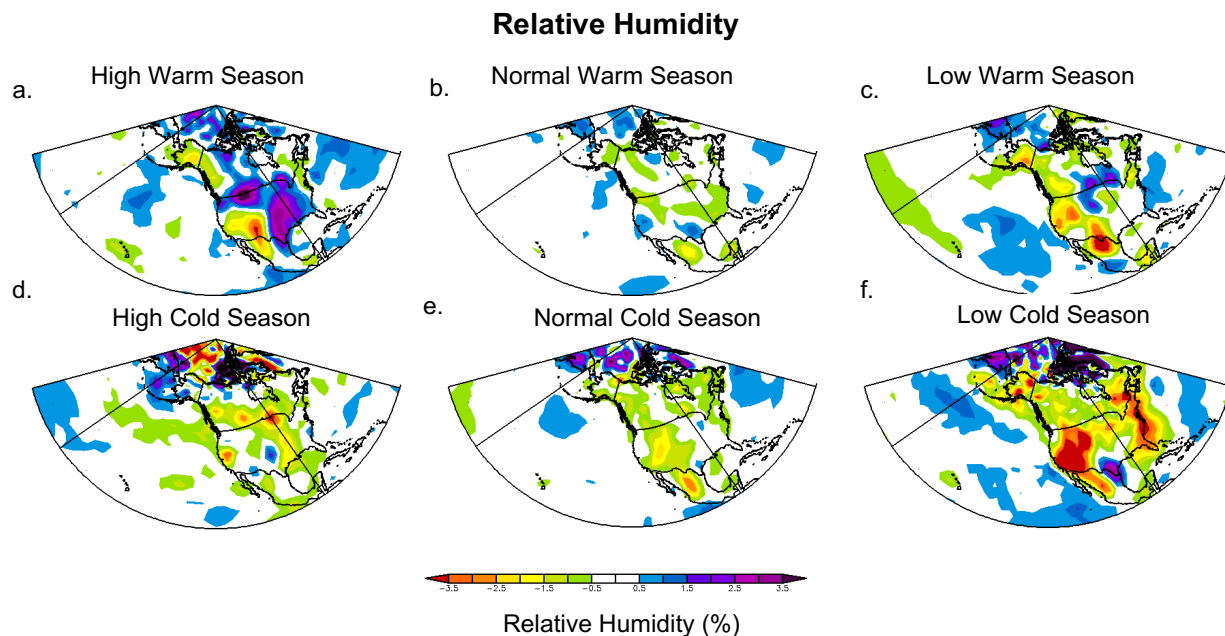 Relative Humidity
a.
High Warm Season
b.
Normal Warm Season
c.
Low Warm Season
d.
High Cold Season
e.
Normal Cold Season
f.
Low Cold Season
−3.5 −2.5 −1.5 −0.5 0.5 1.5 2.5 3.5
Relative Humidity (%)